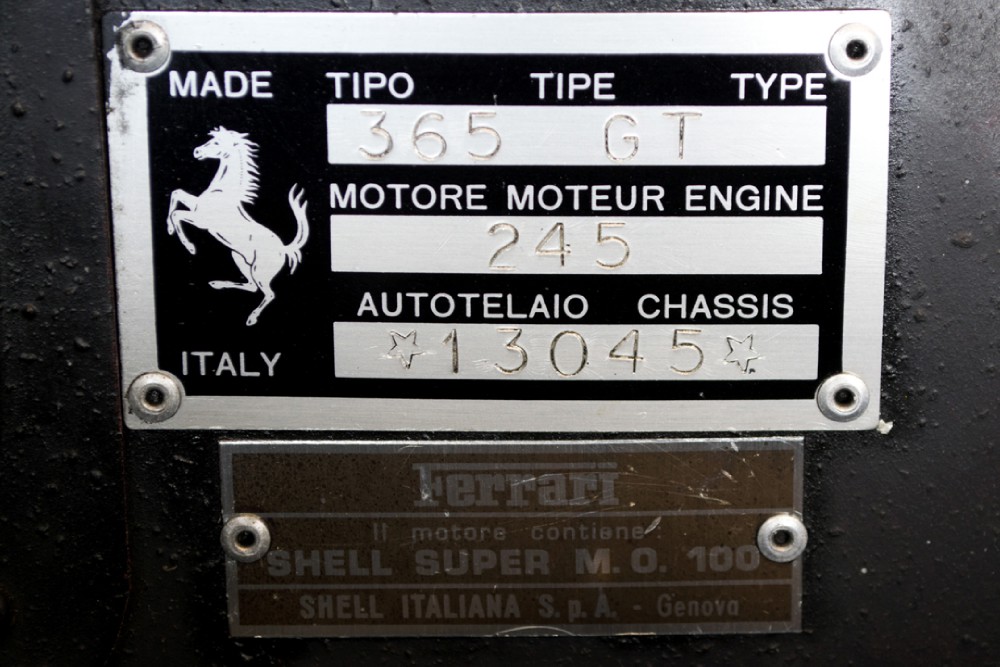 MADE TIPO TIPE TYPE
365 GT
MOTORE MOTEUR ENGINE
245
AUTOTELAIO CHASSIS
☆13045☆
ITALY
Ferrari
Il motore contiene:
SHELL SUPER M. O. 100
SHELL ITALIANA S.p.A. - Genova